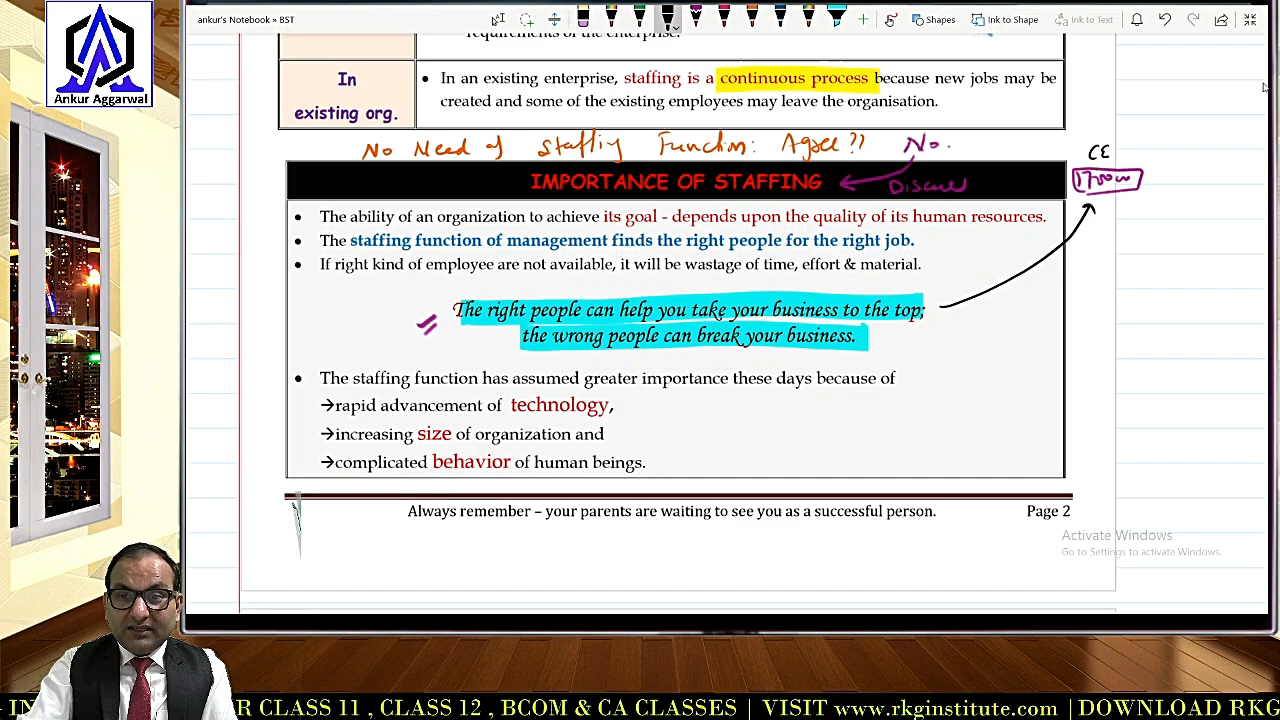 ankur's Notebook » BST
Shapes
Ink to Shape
Ink to Text
Ankur Aggarwal
requirements of the enterprise.
In
existing org.
• In an existing enterprise, staffing is a continuous process because new jobs may be
created and some of the existing employees may leave the organisation.
No Need of Staffing Function: Agree?? No.
CE
IMPORTANCE OF STAFFING
Discuss
• The ability of an organization to achieve its goal - depends upon the quality of its human resources.
• The staffing function of management finds the right people for the right job.
• If right kind of employee are not available, it will be wastage of time, effort & material.
The right people can help you take your business to the top;
the wrong people can break your business.
• The staffing function has assumed greater importance these days because of
→rapid advancement of technology,
→increasing size of organization and
→complicated behavior of human beings.
Always remember – your parents are waiting to see you as a successful person.
Page 2
Activate Windows
Go to Settings to activate Windows.
R CLASS 11 , CLASS 12 , BCOM & CA CLASSES | VISIT www.rkginstitute.com | DOWNLOAD RKG